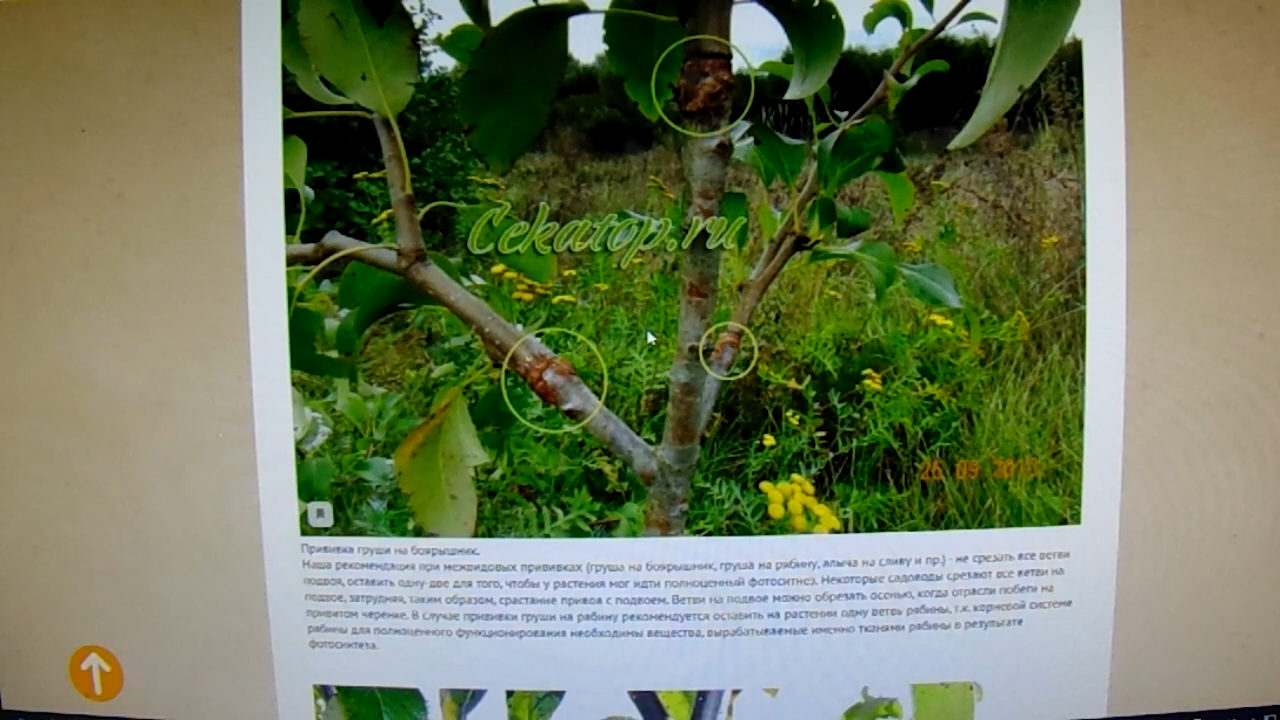 Čekatop.ru
26 09 2013
Прививка груши на боярышник.
Наша рекомендация при межвидовых прививках (груша на боярышник, груша на рябину, алыча на сливу и пр.) - не срезать все ветви
подвоя, оставить одну-две для того, чтобы у растения мог идти полноценный фотосинтез). Некоторые садоводы срезают все ветви на
подвое, затрудняя, таким образом, срастание привоя с подвоем. Ветви на подвое можно обрезать осенью, когда отрасли побеги на
привитом черенке. В случае прививки груши на рябину рекомендуется оставить на растении одну ветвь рябины, т.к. корневой системе
рябины для полноценного функционирования необходимы вещества, вырабатываемые именно тканями рябины в результате
фотосинтеза.